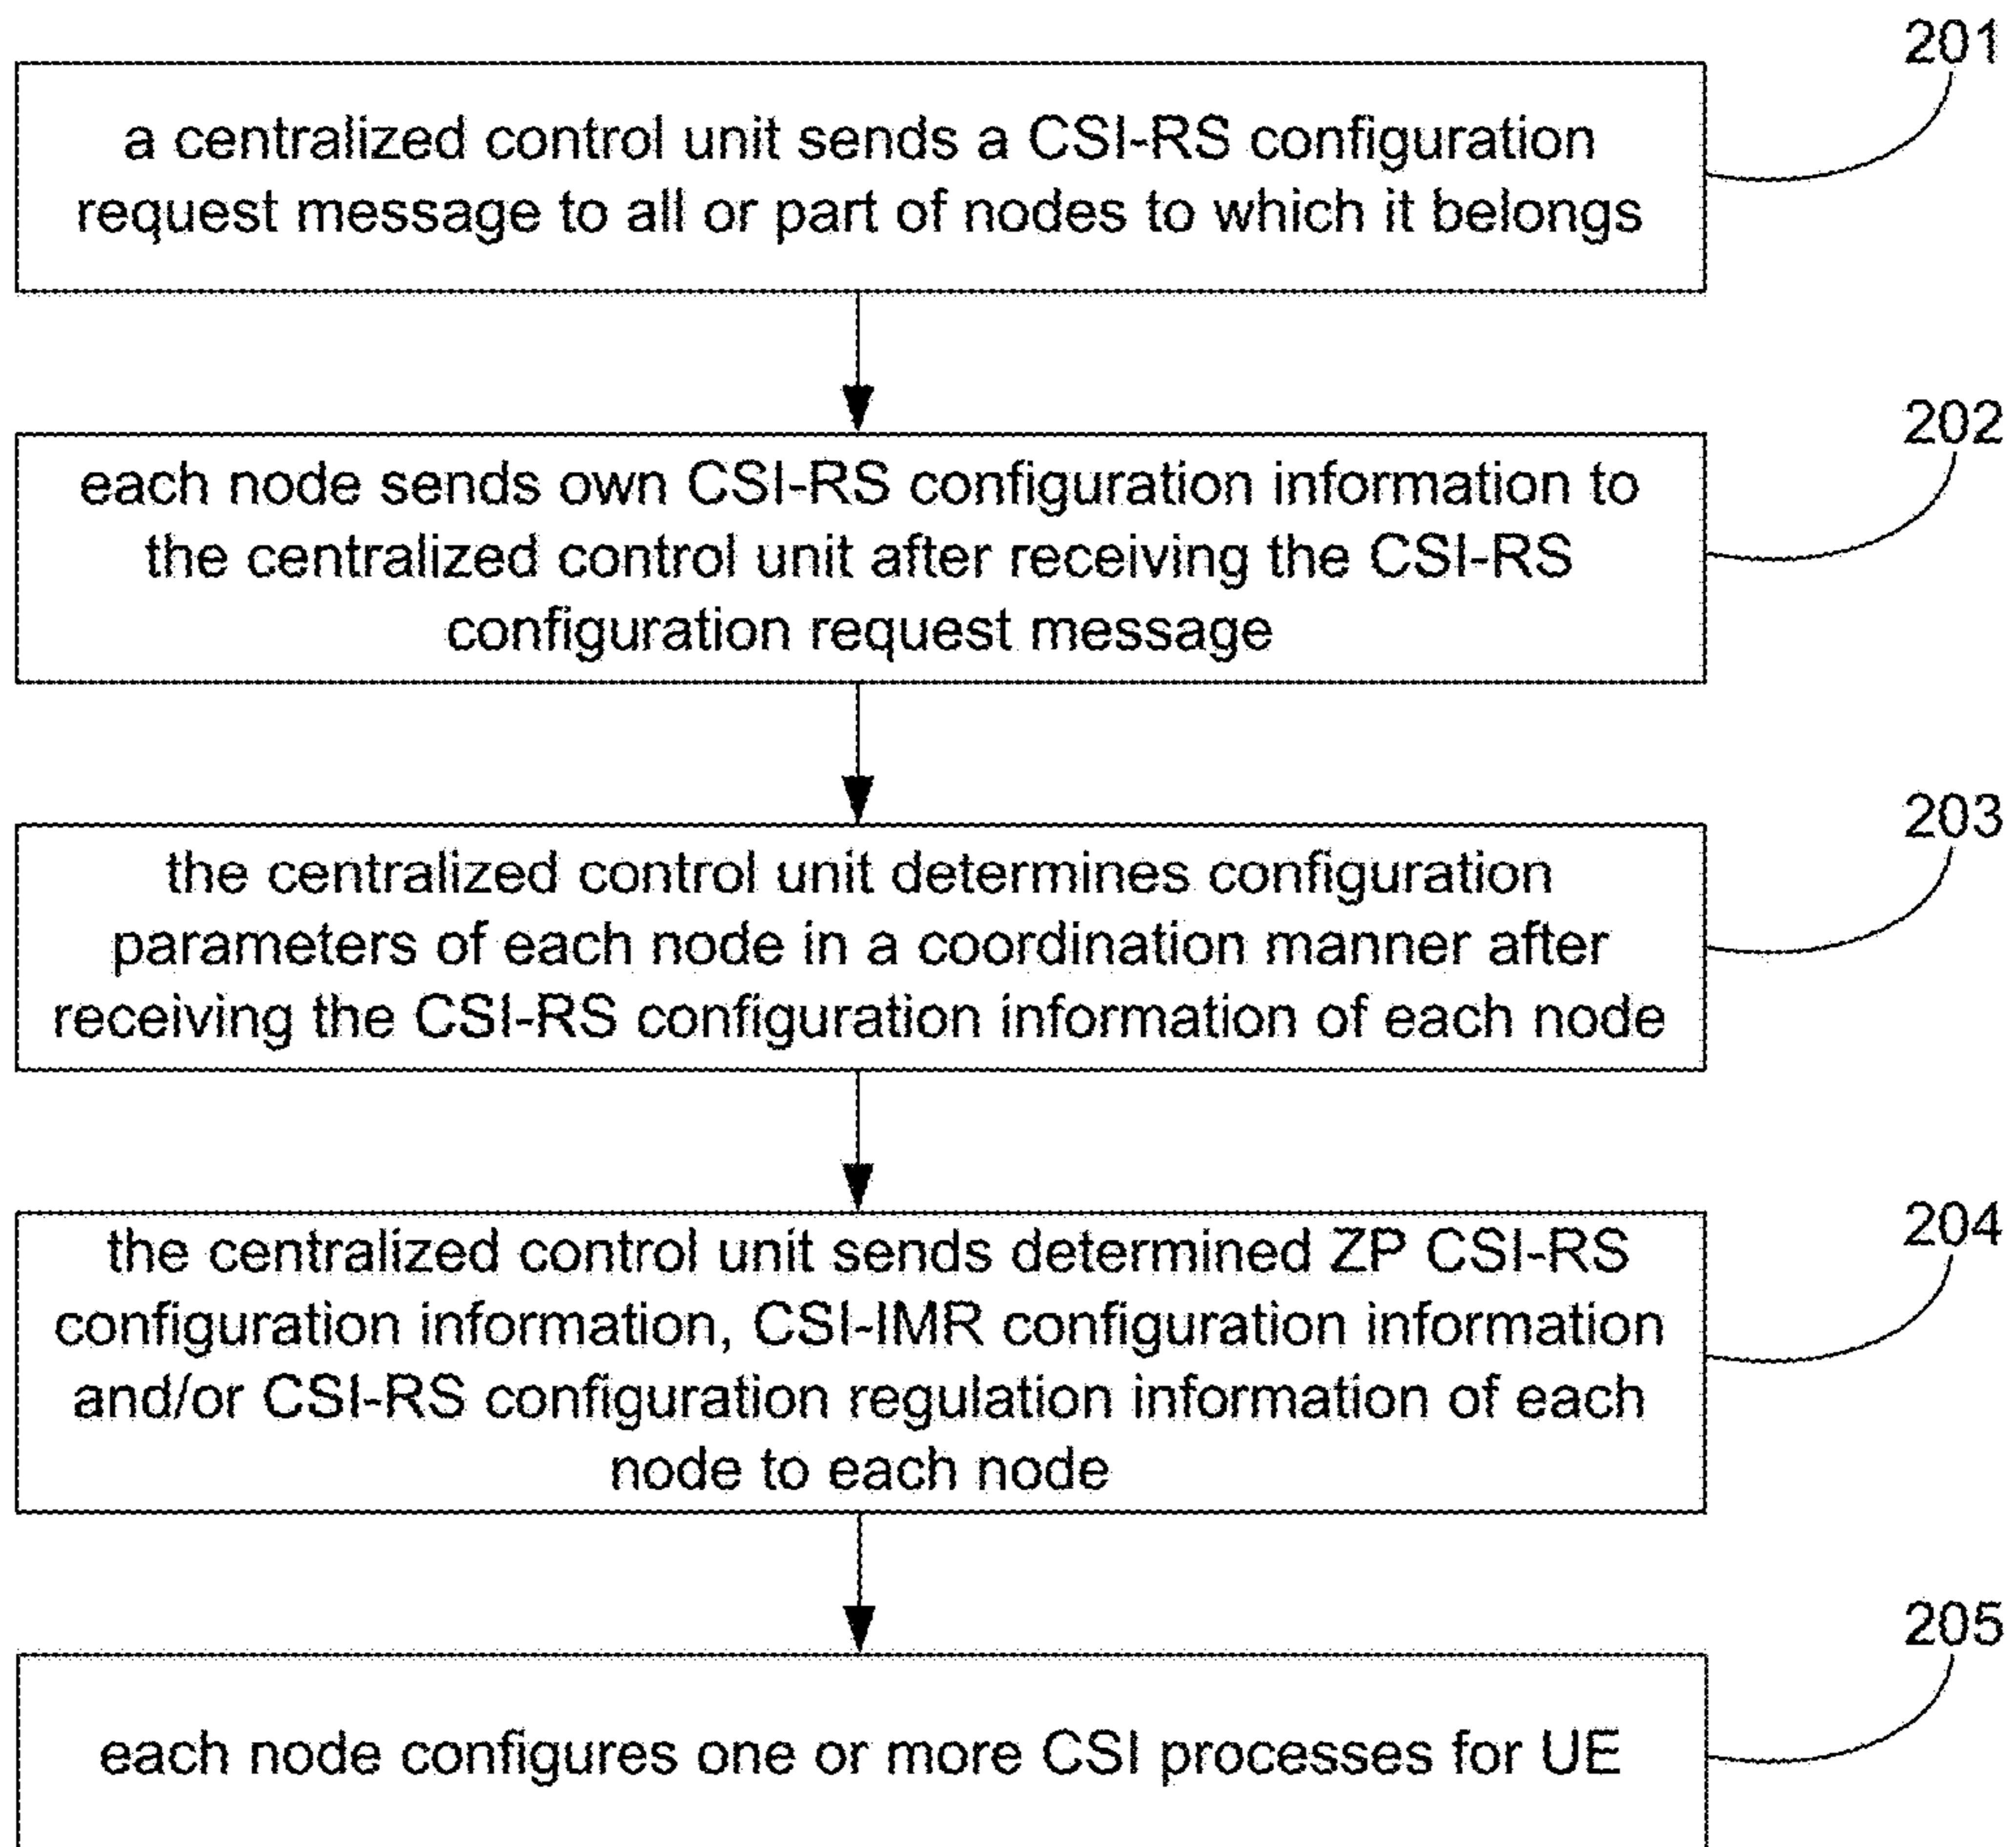 201
a centralized control unit sends a CSI-RS configuration
request message to all or part of nodes to which it belongs
202
each node sends own CSI-RS configuration information to
the centralized control unit after receiving the CSI-RS
configuration request message
203
the centralized control unit determines configuration
parameters of each node in a coordination manner after
receiving the CSI-RS configuration information of each node
204
the centralized control unit sends determined ZP CSI-RS
configuration information, CSI-IMR configuration information
and/or CSI-RS configuration regulation information of each
node to each node
205
each node configures one or more CSI processes for UE